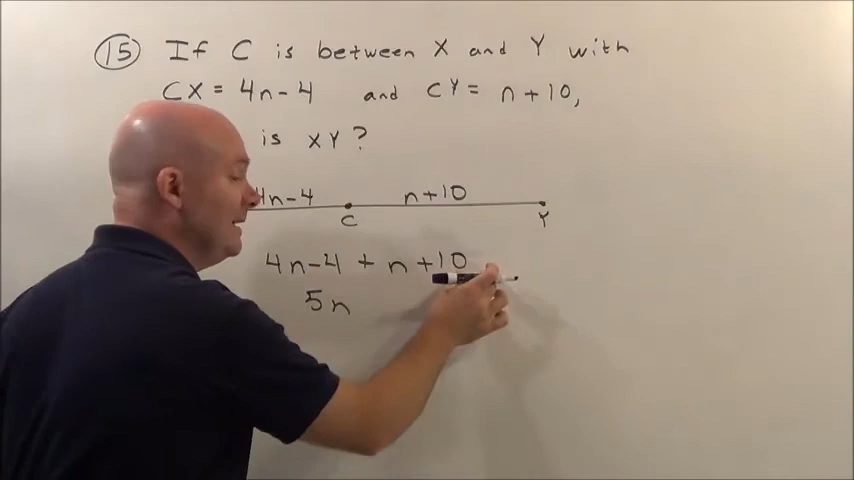 15 If C is between X and Y with
CX = 4n-4 and CY = n+10,
is XY?
4n-4 n+10
C Y
4n-4 + n+10
5n